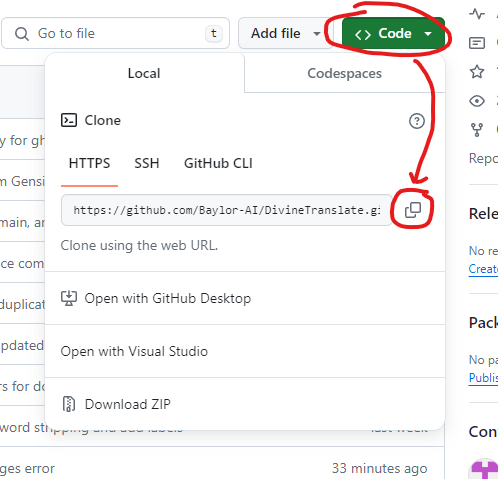 Go to file
t
Add file
<> Code
Local
Codespaces
Clone
HTTPS
SSH
GitHub CLI
https://github.com/Baylor-AI/DivineTranslate.gi
Clone using the web URL.
Open with GitHub Desktop
Open with Visual Studio
Download ZIP
y for gh
m Gensi
main, an
ce com
duplicat
updated
rs for do
word stripping and add labels
last week
ges error
33 minutes ago
Repo
Rele
No re
Create
Pack
No pa
Publis
Con